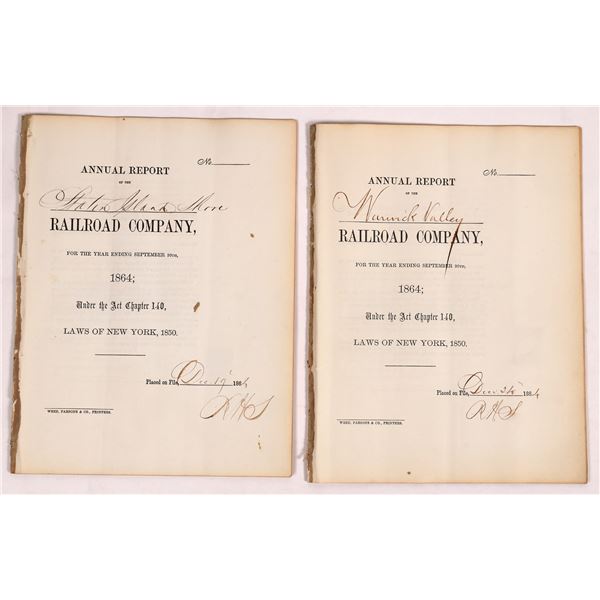 No
ANNUAL REPORT
OF THE
Staten Island Shore
RAILROAD COMPANY,
FOR THE YEAR ENDING SEPTEMBER 30TH,
1864;
Under the Act Chapter 140,
LAWS OF NEW YORK, 1850.
Placed on File, Dec 19 1864
R H S
WEED, PARSONS & CO., PRINTERS.
No
ANNUAL REPORT
OF THE
Warwick Valley
RAILROAD COMPANY,
FOR THE YEAR ENDING SEPTEMBER 30TH,
1864;
Under the Act Chapter 140,
LAWS OF NEW YORK, 1850.
Placed on File, Dec 1864
R H S
WEED, PARSONS & CO., PRINTERS.